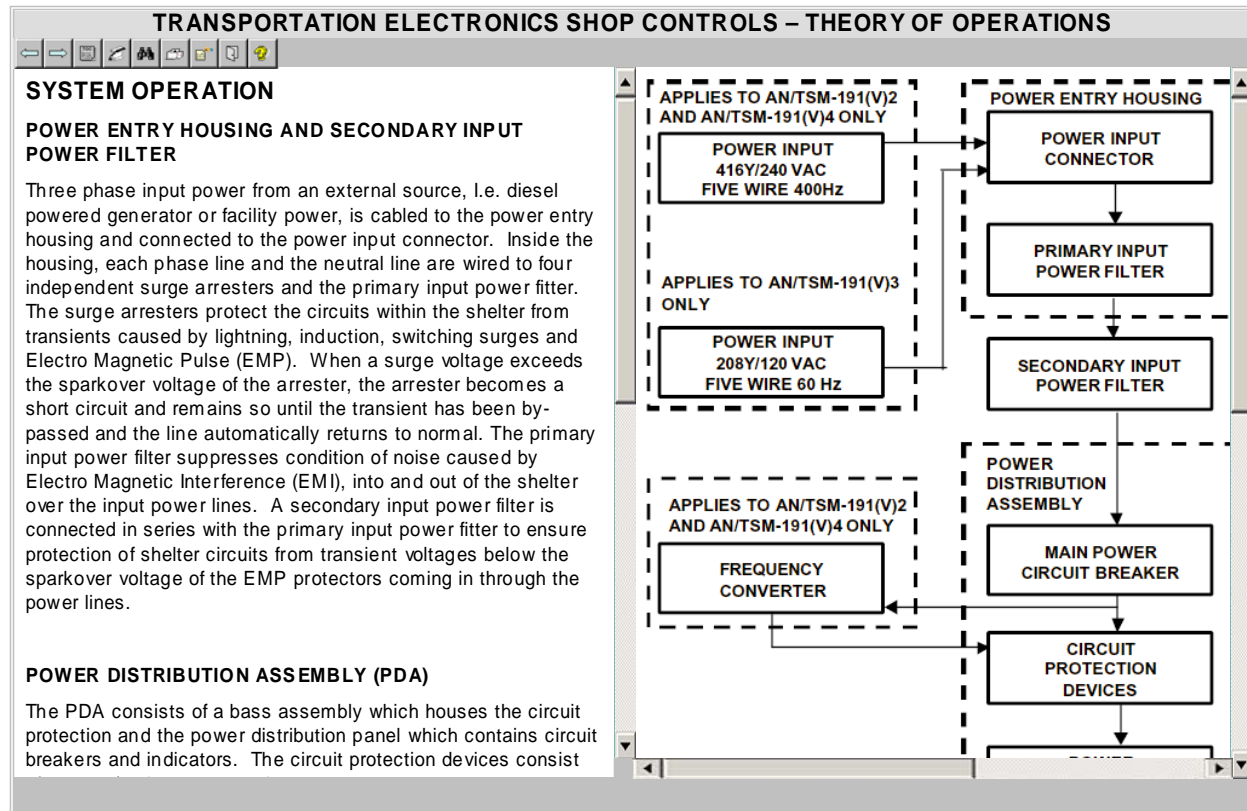 TRANSPORTATION ELECTRONICS SHOP CONTROLS – THEORY OF OPERATIONS
SYSTEM OPERATION
POWER ENTRY HOUSING AND SECONDARY INPUT
POWER FILTER
Three phase input power from an external source, I.e. diesel
powered generator or facility power, is cabled to the power entry
housing and connected to the power input connector. Inside the
housing, each phase line and the neutral line are wired to four
independent surge arresters and the primary input power fitter.
The surge arresters protect the circuits within the shelter from
transients caused by lightning, induction, switching surges and
Electro Magnetic Pulse (EMP). When a surge voltage exceeds
the sparkover voltage of the arrester, the arrester becomes a
short circuit and remains so until the transient has been by-
passed and the line automatically returns to normal. The primary
input power filter suppresses condition of noise caused by
Electro Magnetic Interference (EMI), into and out of the shelter
over the input power lines. A secondary input power filter is
connected in series with the primary input power fitter to ensure
protection of shelter circuits from transient voltages below the
sparkover voltage of the EMP protectors coming in through the
power lines.
POWER DISTRIBUTION ASSEMBLY (PDA)
The PDA consists of a bass assembly which houses the circuit
protection and the power distribution panel which contains circuit
breakers and indicators. The circuit protection devices consist
APPLIES TO AN/TSM-191(V)2
AND AN/TSM-191(V)4 ONLY
POWER INPUT
416Y/240 VAC
FIVE WIRE 400Hz
APPLIES TO AN/TSM-191(V)3
ONLY
POWER INPUT
208Y/120 VAC
FIVE WIRE 60 Hz
POWER ENTRY HOUSING
POWER INPUT
CONNECTOR
PRIMARY INPUT
POWER FILTER
SECONDARY INPUT
POWER FILTER
POWER
DISTRIBUTION
ASSEMBLY
MAIN POWER
CIRCUIT BREAKER
APPLIES TO AN/TSM-191(V)2
AND AN/TSM-191(V)4 ONLY
FREQUENCY
CONVERTER
CIRCUIT
PROTECTION
DEVICES
POWER